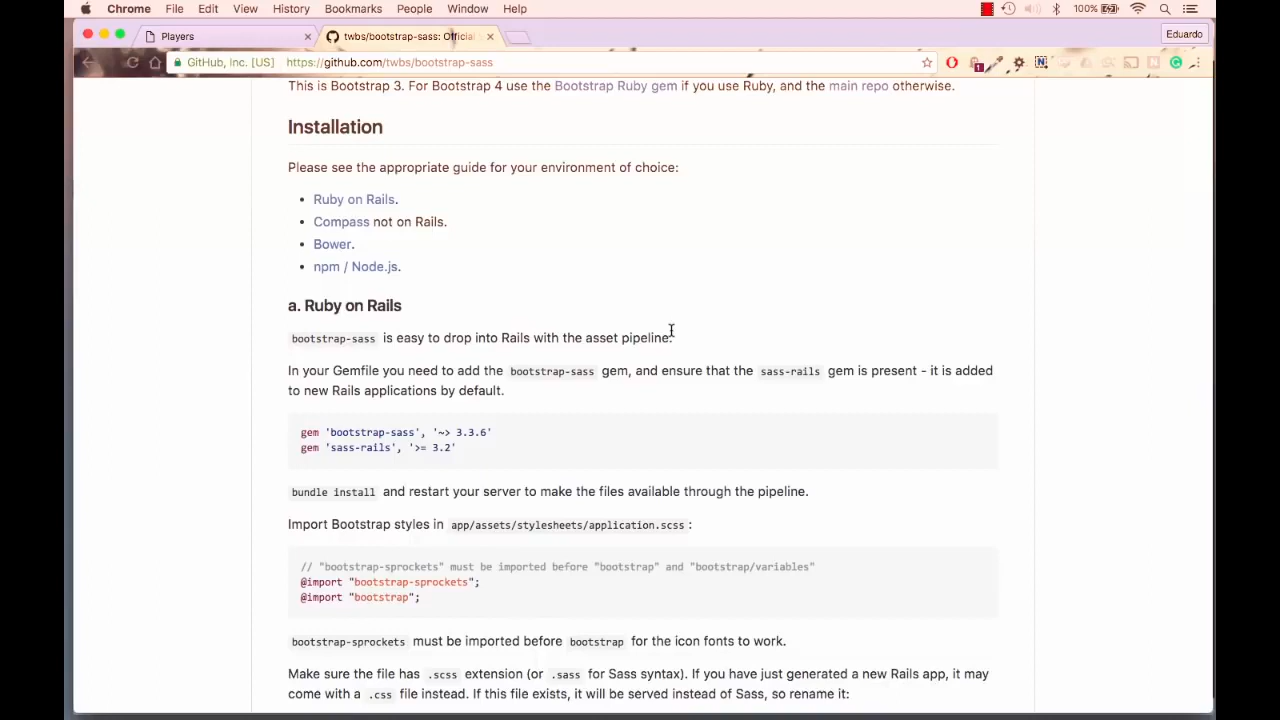 Chrome File Edit View History Bookmarks People Window Help 100%
Players twbs/bootstrap-sass: Official Eduardo
GitHub, Inc. [US] https://github.com/twbs/bootstrap-sass
This is Bootstrap 3. For Bootstrap 4 use the Bootstrap Ruby gem if you use Ruby, and the main repo otherwise.
Installation
Please see the appropriate guide for your environment of choice:
• Ruby on Rails.
• Compass not on Rails.
• Bower.
• npm / Node.js.
a. Ruby on Rails
bootstrap-sass is easy to drop into Rails with the asset pipeline.
In your Gemfile you need to add the bootstrap-sass gem, and ensure that the sass-rails gem is present - it is added
to new Rails applications by default.
gem 'bootstrap-sass', '~> 3.3.6'
gem 'sass-rails', '>= 3.2'
bundle install and restart your server to make the files available through the pipeline.
Import Bootstrap styles in app/assets/stylesheets/application.scss :
// "bootstrap-sprockets" must be imported before "bootstrap" and "bootstrap/variables"
@import "bootstrap-sprockets";
@import "bootstrap";
bootstrap-sprockets must be imported before bootstrap for the icon fonts to work.
Make sure the file has .scss extension (or .sass for Sass syntax). If you have just generated a new Rails app, it may
come with a .css file instead. If this file exists, it will be served instead of Sass, so rename it: